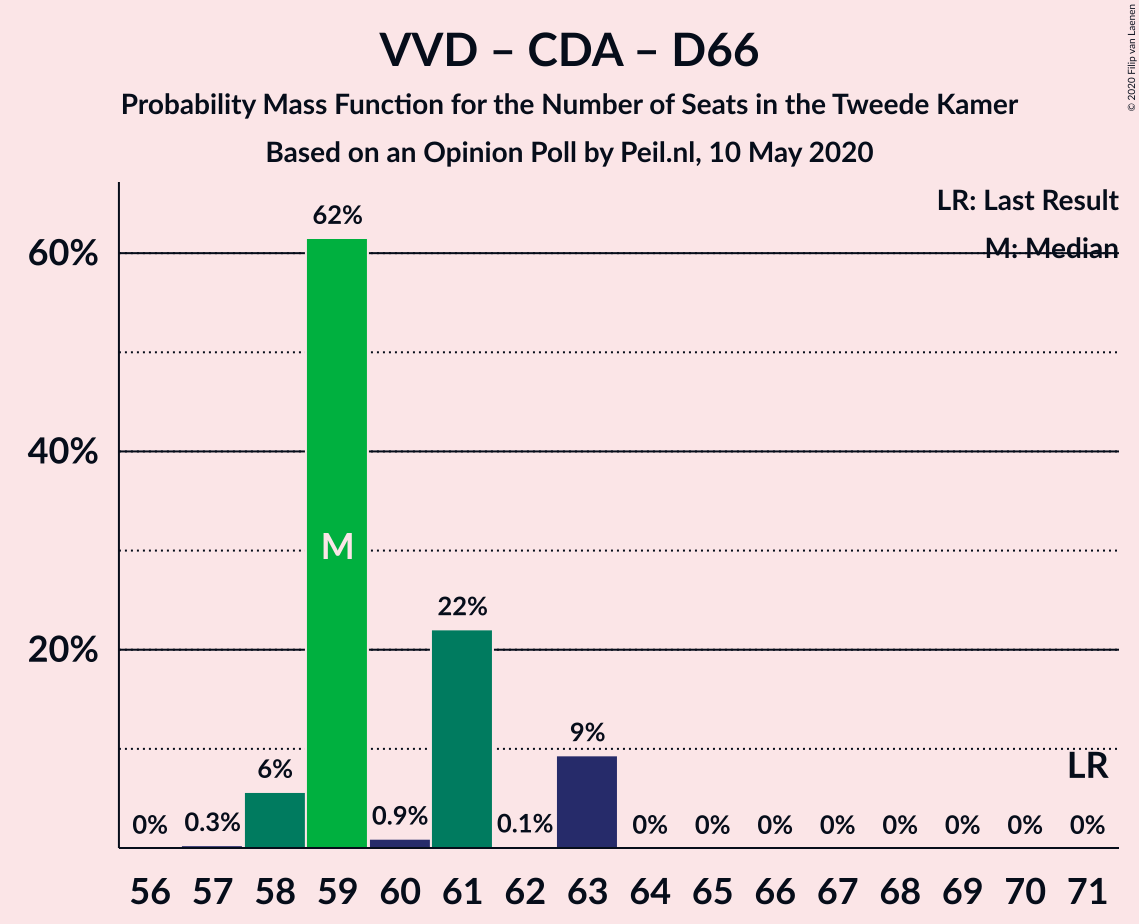 VVD – CDA – D66
Probability Mass Function for the Number of Seats in the Tweede Kamer
Based on an Opinion Poll by Peil.nl, 10 May 2020
© 2020 Filip van Laenen
LR: Last Result
M: Median
60%
40%
20%
62%
M
22%
9%
6%
LR
0% 0.3% 0.9% 0.1% 0% 0% 0% 0% 0% 0% 0% 0%
56 57 58 59 60 61 62 63 64 65 66 67 68 69 70 71